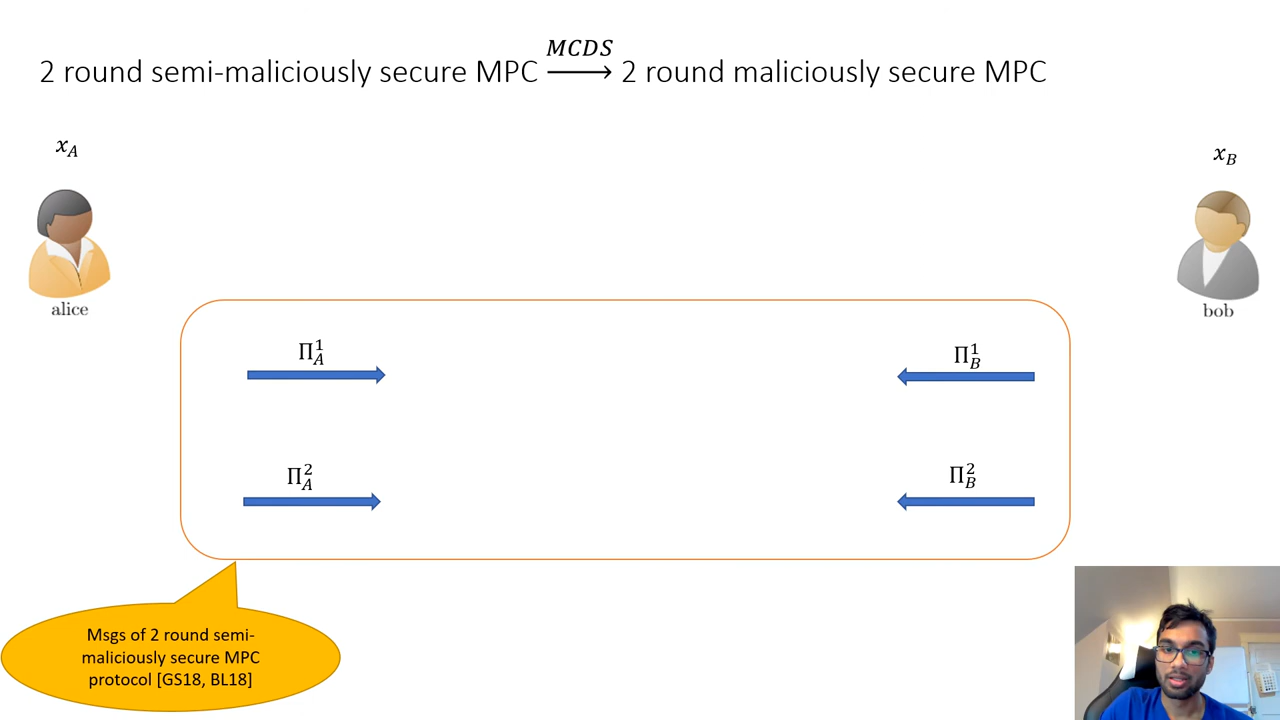 MCDS
2 round semi-maliciously secure MPC ⟶ 2 round maliciously secure MPC
x_A
x_B
alice
bob
Π_A^1
Π_B^1
Π_A^2
Π_B^2
Msgs of 2 round semi-
maliciously secure MPC
protocol [GS18, BL18]